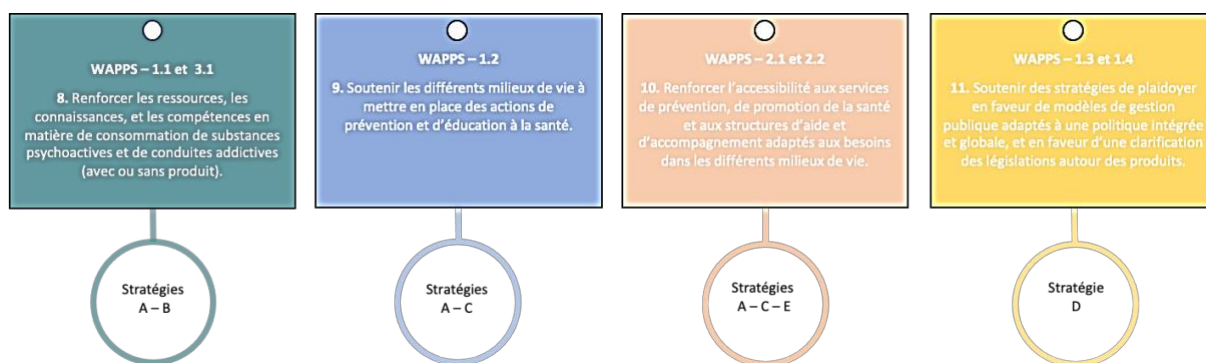 WAPPS – 1.1 et 3.1
8. Renforcer les ressources, les
connaissances, et les compétences en
matière de consommation de substances
psychoactives et de conduites addictives
(avec ou sans produit).
Stratégies
A – B
WAPPS – 1.2
9. Soutenir les différents milieux de vie à
mettre en place des actions de
prévention et d'éducation à la santé.
Stratégies
A – C
WAPPS – 2.1 et 2.2
10. Renforcer l'accessibilité aux services
de prévention, de promotion de la santé
et aux structures d'aide et
d'accompagnement adaptés aux besoins
dans les différents milieux de vie.
Stratégies
A – C – E
WAPPS – 1.3 et 1.4
11. Soutenir des stratégies de plaidoyer
en faveur de modèles de gestion
publique adaptés à une politique intégrée
et globale, et en faveur d'une clarification
des législations autour des produits.
Stratégie
D